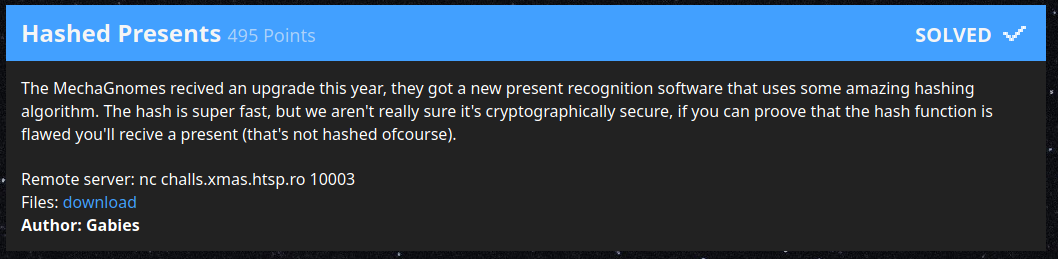 Hashed Presents 495 Points SOLVED
The MechaGnomes recived an upgrade this year, they got a new present recognition software that uses some amazing hashing
algorithm. The hash is super fast, but we aren't really sure it's cryptographically secure, if you can proove that the hash function is
flawed you'll recive a present (that's not hashed ofcourse).
Remote server: nc challs.xmas.htsp.ro 10003
Files: download
Author: Gabies